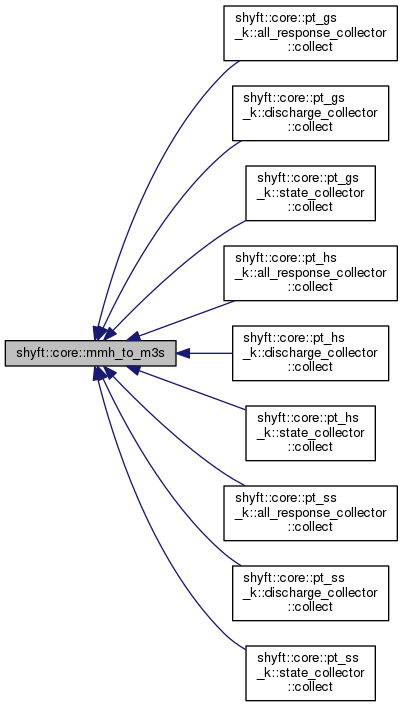 shyft::core::pt_gs
_k::all_response_collector
::collect
shyft::core::pt_gs
_k::discharge_collector
::collect
shyft::core::pt_gs
_k::state_collector
::collect
shyft::core::pt_hs
_k::all_response_collector
::collect
shyft::core::mmh_to_m3s
shyft::core::pt_hs
_k::discharge_collector
::collect
shyft::core::pt_hs
_k::state_collector
::collect
shyft::core::pt_ss
_k::all_response_collector
::collect
shyft::core::pt_ss
_k::discharge_collector
::collect
shyft::core::pt_ss
_k::state_collector
::collect